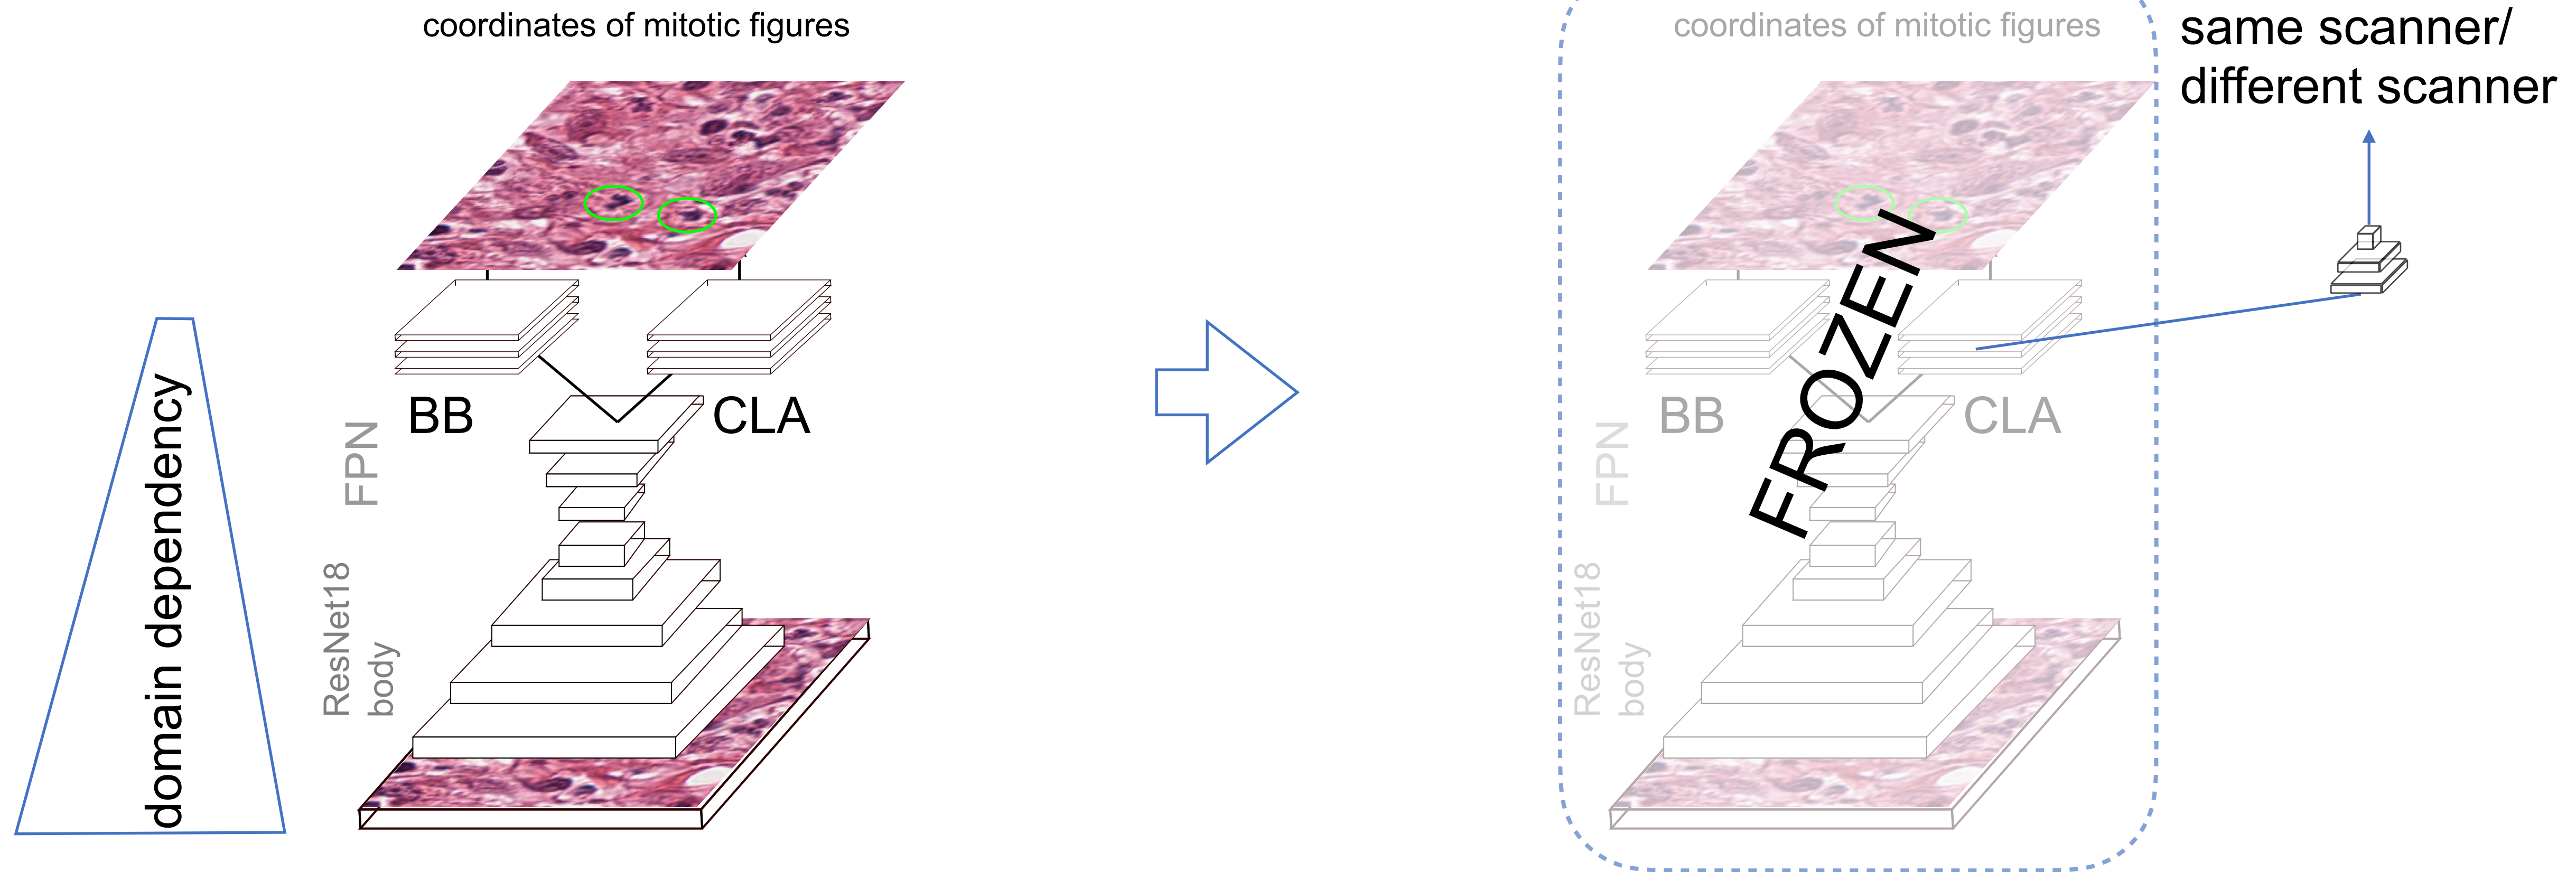 coordinates of mitotic figures
domain dependency
FPN
BB
CLA
ResNet18
body
coordinates of mitotic figures
FROZEN
FPN
BB
CLA
ResNet18
body
same scanner/
different scanner